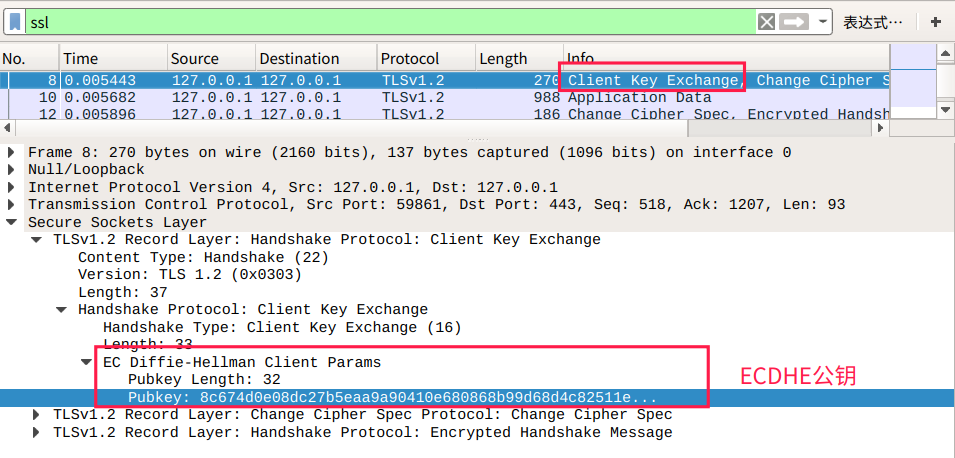 ssl
表达式…
No. Time Source Destination Protocol Length Info
8 0.005443 127.0.0.1 127.0.0.1 TLSv1.2 270 Client Key Exchange, Change Cipher S
10 0.005682 127.0.0.1 127.0.0.1 TLSv1.2 988 Application Data
12 0.005896 127.0.0.1 127.0.0.1 TLSv1.2 186 Change Cipher Spec, Encrypted Handsh
Frame 8: 270 bytes on wire (2160 bits), 137 bytes captured (1096 bits) on interface 0
Null/Loopback
Internet Protocol Version 4, Src: 127.0.0.1, Dst: 127.0.0.1
Transmission Control Protocol, Src Port: 59861, Dst Port: 443, Seq: 518, Ack: 1207, Len: 93
Secure Sockets Layer
TLSv1.2 Record Layer: Handshake Protocol: Client Key Exchange
Content Type: Handshake (22)
Version: TLS 1.2 (0x0303)
Length: 37
Handshake Protocol: Client Key Exchange
Handshake Type: Client Key Exchange (16)
Length: 33
EC Diffie-Hellman Client Params
Pubkey Length: 32
Pubkey: 8c674d0e08dc27b5eaa9a90410e680868b99d68d4c82511e...
ECDHE公钥
TLSv1.2 Record Layer: Change Cipher Spec Protocol: Change Cipher Spec
TLSv1.2 Record Layer: Handshake Protocol: Encrypted Handshake Message